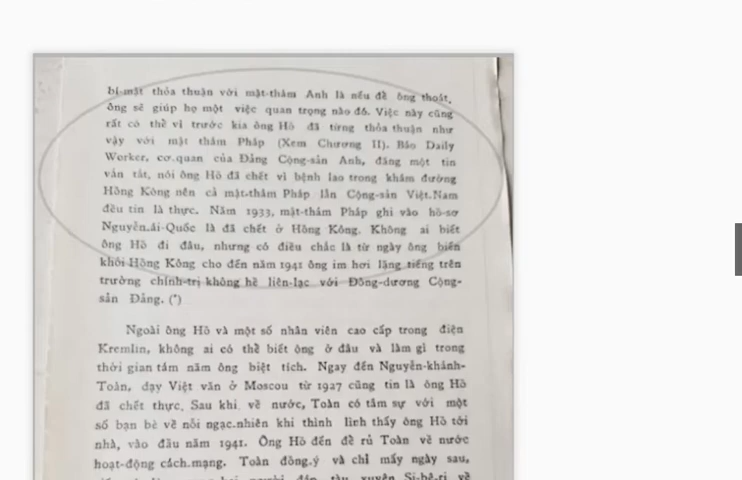 bí-mật thỏa thuận với mật-thám Anh là nếu để ông thoát,
ông sẽ giúp họ một việc quan trọng nào đó. Việc này cũng
rất có thể vì trước kia ông Hồ đã từng thỏa thuận như
vậy với mật thám Pháp (Xem Chương II). Báo Daily
Worker, cơ-quan của Đảng Cộng-sản Anh, đăng một tin
vắn tắt, nói ông Hồ đã chết vì bệnh lao trong khám đường
Hồng Kông nên cả mật-thám Pháp lẫn Cộng-sản Việt-Nam
đều tin là thực. Năm 1933, mật-thám Pháp ghi vào hồ-sơ
Nguyễn-ái-Quốc là đã chết ở Hồng Kông. Không ai biết
ông Hồ đi đâu, nhưng có điều chắc là từ ngày ông biến
khỏi Hồng Kông cho đến năm 1941 ông im hơi lặng tiếng trên
trường chính-trị không hề liên-lạc với Đông-dương Cộng-
sản Đảng. (*)
Ngoài ông Hồ và một số nhân viên cao cấp trong điện
Kremlin, không ai có thể biết ông ở đâu và làm gì trong
thời gian tám năm ông biệt tích. Ngay đến Nguyễn-khánh-
Toàn, dạy Việt văn ở Moscou từ 1927 cũng tin là ông Hồ
đã chết thực. Sau khi về nước, Toàn có tâm sự với một
số bạn bè về nỗi ngạc-nhiên khi thình lình thấy ông Hồ tới
nhà, vào đầu năm 1941. Ông Hồ đến để rủ Toàn về nước
hoạt-động cách-mạng. Toàn đồng-ý và chỉ mấy ngày sau,
người đáp tàu xuyên Si-bê-ri về